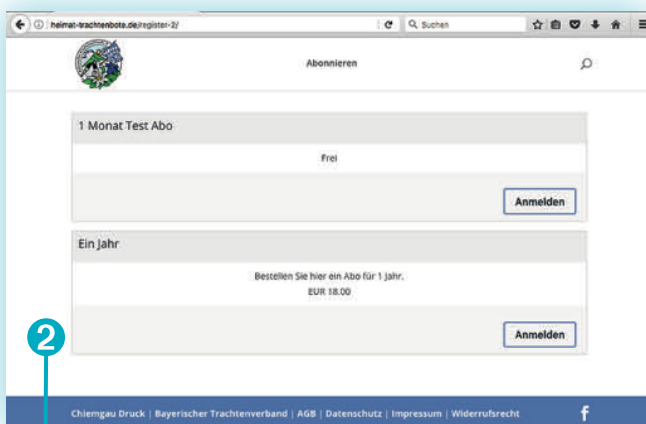 heimat-trachtenbote.de/register-2/
Suchen
Abonnieren
1 Monat Test Abo
Frei
Anmelden
Ein Jahr
Bestellen Sie hier ein Abo für 1 Jahr.
EUR 18.00
Anmelden
2
Chiemgau Druck | Bayerischer Trachtenverband | AGB | Datenschutz | Impressum | Widerrufsrecht